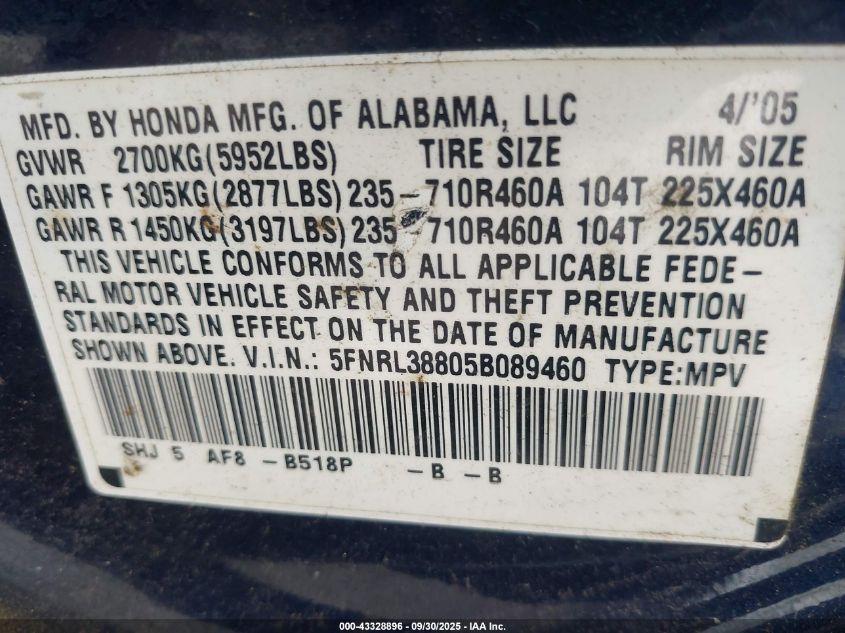 MFD. BY HONDA MFG. OF ALABAMA, LLC 4/'05
GVWR 2700KG(5952LBS) TIRE SIZE RIM SIZE
GAWR F 1305KG(2877LBS) 235-710R460A 104T 225X460A
GAWR R 1450KG(3197LBS) 235 710R460A 104T 225X460A
THIS VEHICLE CONFORMS TO ALL APPLICABLE FEDE-
RAL MOTOR VEHICLE SAFETY AND THEFT PREVENTION
STANDARDS IN EFFECT ON THE DATE OF MANUFACTURE
SHOWN ABOVE. V.I.N.: 5FNRL38805B089460 TYPE:MPV
SHJ 5 AF8 -B518P -B -B
000-43328896 - 09/30/2025 - IAA Inc.